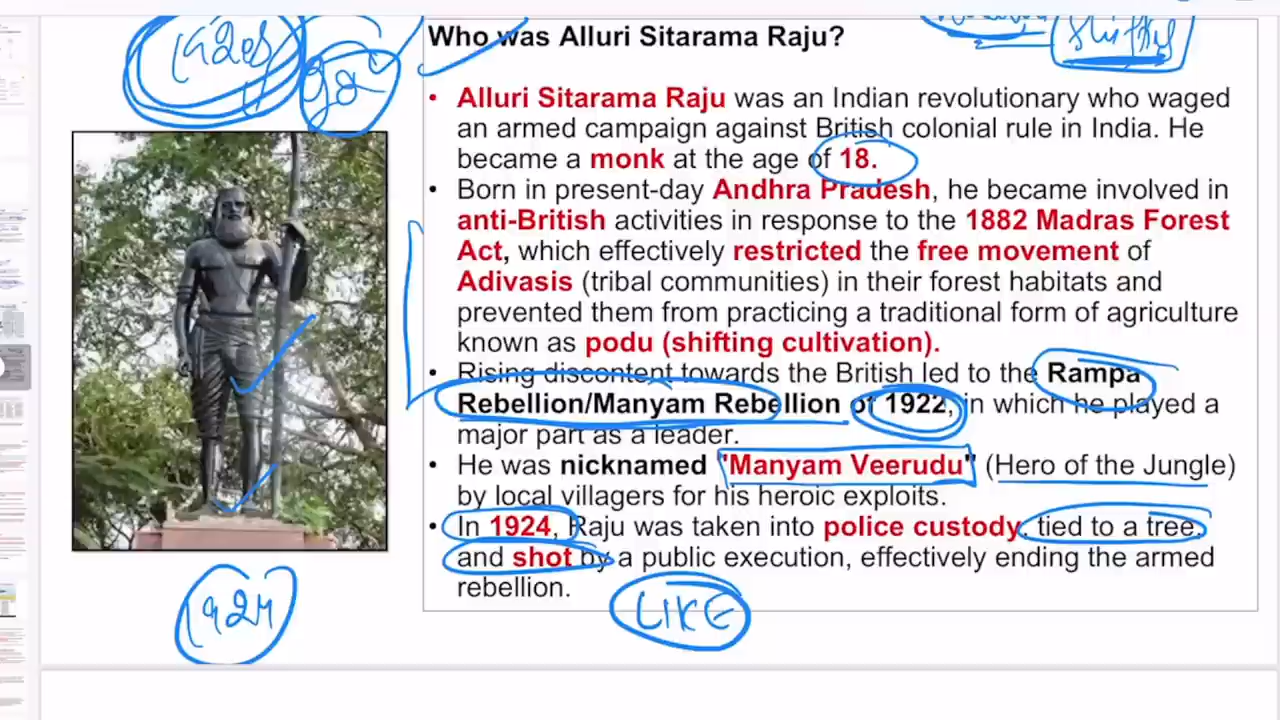 1920s
Who was Alluri Sitarama Raju?
shifting
• Alluri Sitarama Raju was an Indian revolutionary who waged
an armed campaign against British colonial rule in India. He
became a monk at the age of 18.
• Born in present-day Andhra Pradesh, he became involved in
anti-British activities in response to the 1882 Madras Forest
Act, which effectively restricted the free movement of
Adivasis (tribal communities) in their forest habitats and
prevented them from practicing a traditional form of agriculture
known as podu (shifting cultivation).
• Rising discontent towards the British led to the Rampa
Rebellion/Manyam Rebellion of 1922, in which he played a
major part as a leader.
• He was nicknamed "Manyam Veerudu" (Hero of the Jungle)
by local villagers for his heroic exploits.
• In 1924, Raju was taken into police custody, tied to a tree,
and shot by a public execution, effectively ending the armed
rebellion.
1924
LIKE